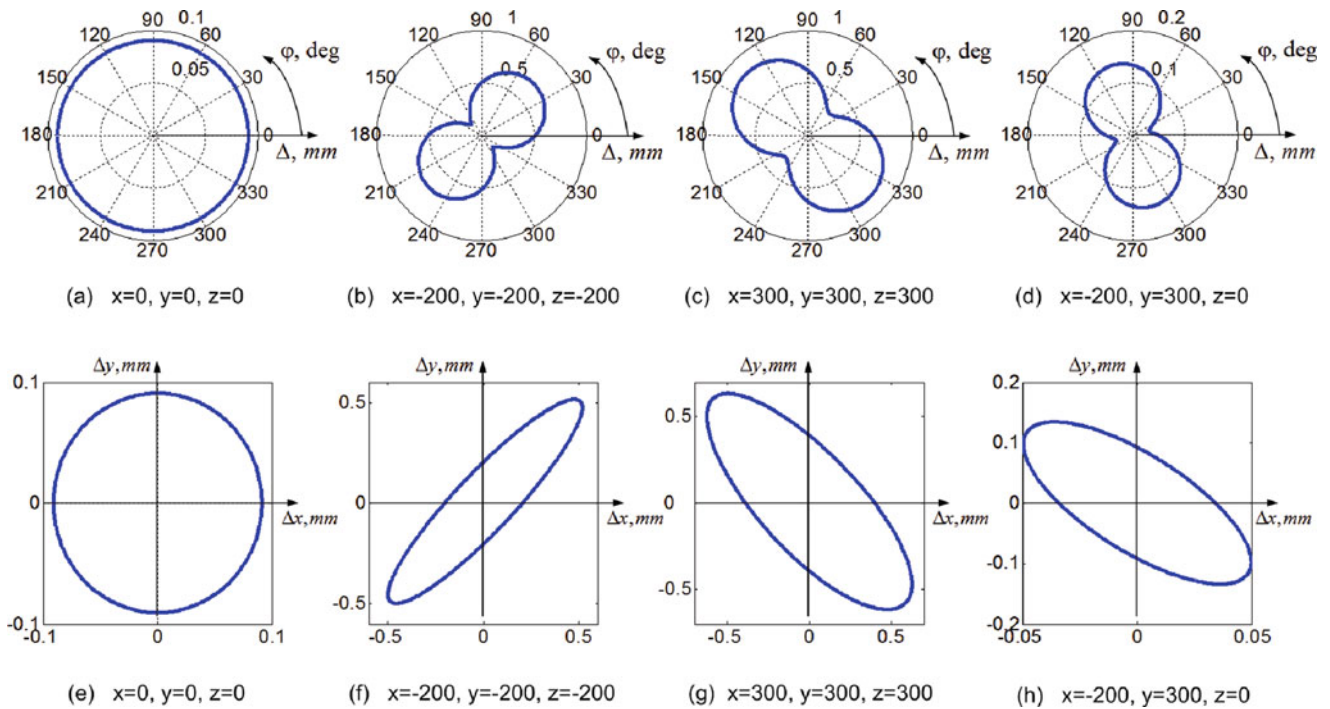 90 0.1
120 60
φ, deg
150 0.05 30
180 0
Δ, mm
210 330
240 300
270
(a) x=0, y=0, z=0
90 1
120 60
φ, deg
150 0.5 30
180 0
Δ, mm
210 330
240 300
270
(b) x=-200, y=-200, z=-200
90 1
120 60
φ, deg
150 0.5 30
180 0
Δ, mm
210 330
240 300
270
(c) x=300, y=300, z=300
90 0.2
120 60
φ, deg
150 0.1 30
180 0
Δ, mm
210 330
240 300
270
(d) x=-200, y=300, z=0
Δy, mm
0.1
0
Δx, mm
-0.1
-0.1 0 0.1
(e) x=0, y=0, z=0
Δy, mm
0.5
0
Δx, mm
-0.5
-0.5 0 0.5
(f) x=-200, y=-200, z=-200
Δy, mm
0.5
0
Δx, mm
-0.5
-0.5 0 0.5
(g) x=300, y=300, z=300
Δy, mm
0.2
0.1
0
Δx, mm
-0.1
-0.2
-0.05 0 0.05
(h) x=-200, y=300, z=0